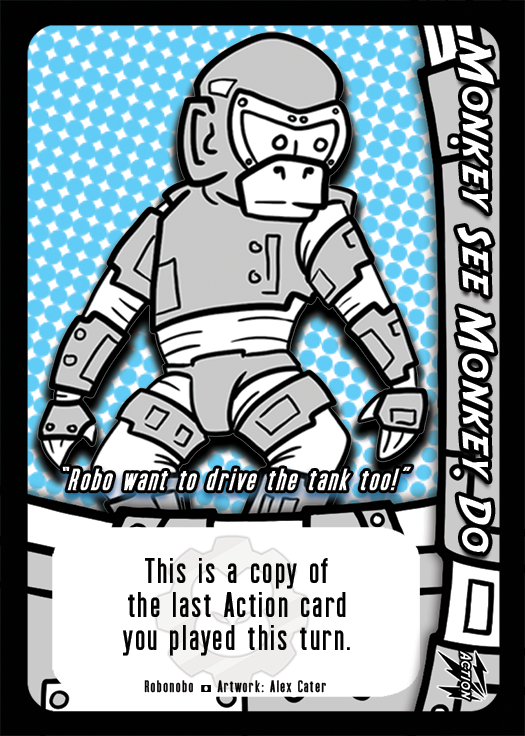 Monkey See Monkey Do
"Robo want to drive the tank too!"
This is a copy of
the last Action card
you played this turn.
Robonobo ◘ Artwork: Alex Cater
Action